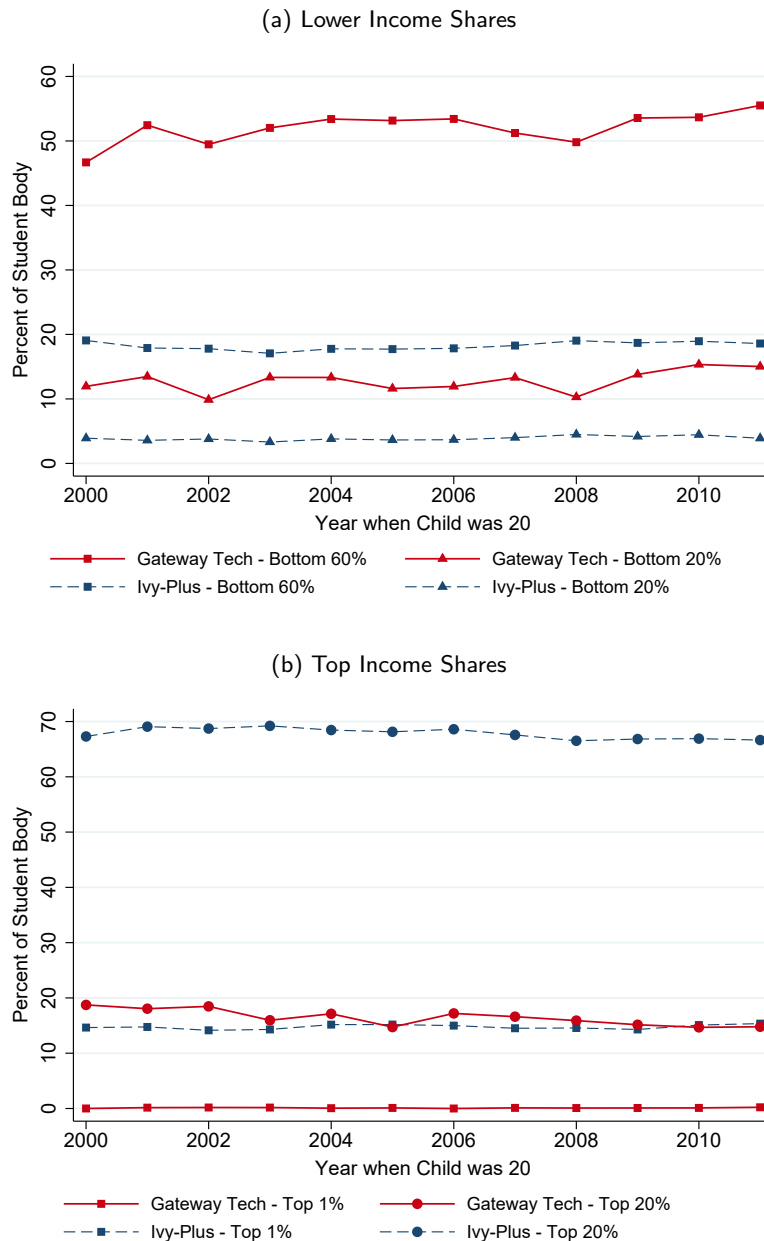 (a) Lower Income Shares
Percent of Student Body
60
50
40
30
20
10
0
2000 2002 2004 2006 2008 2010
Year when Child was 20
Gateway Tech - Bottom 60% Gateway Tech - Bottom 20%
Ivy-Plus - Bottom 60% Ivy-Plus - Bottom 20%
(b) Top Income Shares
Percent of Student Body
70
60
50
40
30
20
10
0
2000 2002 2004 2006 2008 2010
Year when Child was 20
Gateway Tech - Top 1% Gateway Tech - Top 20%
Ivy-Plus - Top 1% Ivy-Plus - Top 20%